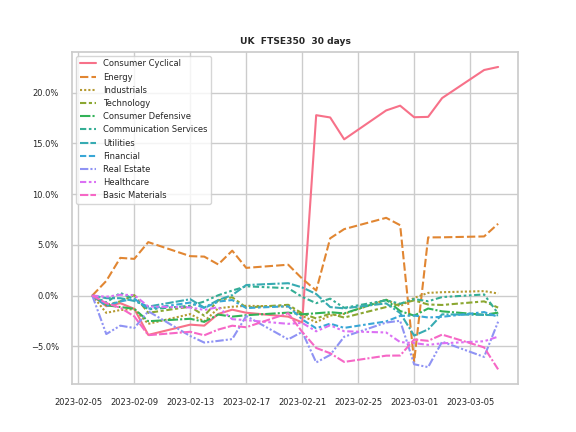 UK FTSE350 30 days
Consumer Cyclical
Energy
Industrials
Technology
Consumer Defensive
Communication Services
Utilities
Financial
Real Estate
Healthcare
Basic Materials
20.0%
15.0%
10.0%
5.0%
0.0%
−5.0%
2023-02-05 2023-02-09 2023-02-13 2023-02-17 2023-02-21 2023-02-25 2023-03-01 2023-03-05